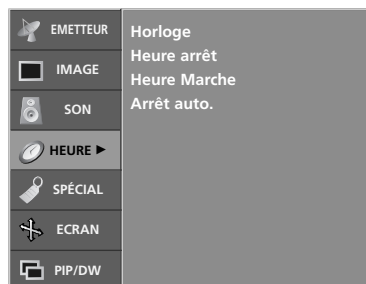 EMETTEUR
IMAGE
SON
HEURE ►
SPÉCIAL
ECRAN
PIP/DW
Horloge
Heure arrêt
Heure Marche
Arrêt auto.